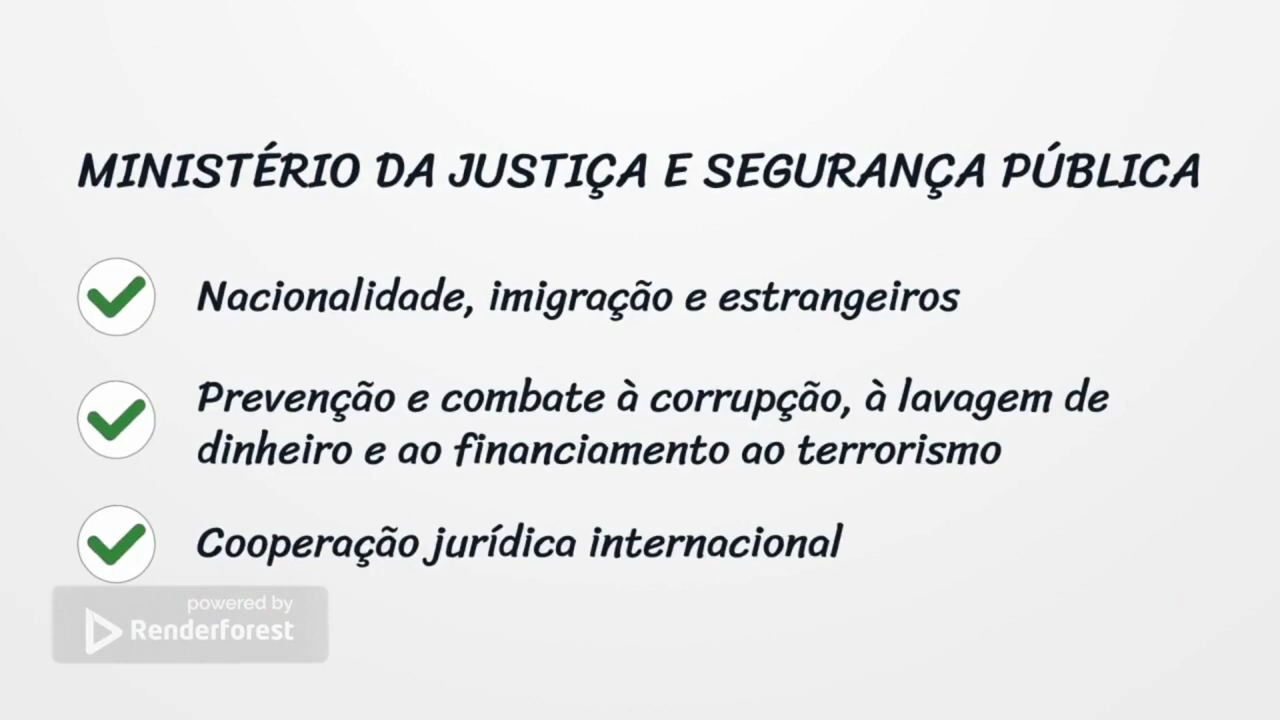 MINISTÉRIO DA JUSTIÇA E SEGURANÇA PÚBLICA
Nacionalidade, imigração e estrangeiros
Prevenção e combate à corrupção, à lavagem de
dinheiro e ao financiamento ao terrorismo
Cooperação jurídica internacional
powered by
Renderforest